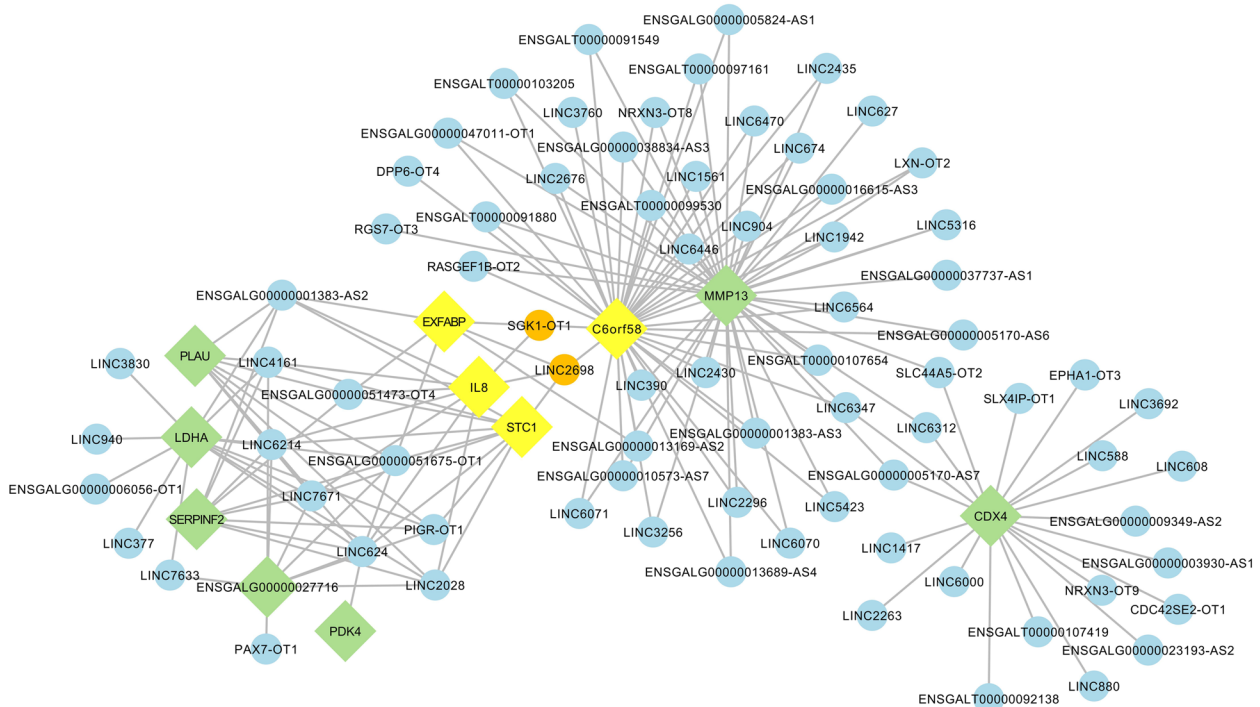 ENSGALG00000005824-AS1
ENSGALT00000091549
ENSGALT00000097161
LINC2435
ENSGALT00000103205
LINC3760
NRXN3-OT8
LINC627
LINC6470
ENSGALG00000047011-OT1
ENSGALG00000038834-AS3
LINC674
LXN-OT2
DPP6-OT4
LINC2676
LINC1561
ENSGALG00000016615-AS3
ENSGALT00000099530
ENSGALT00000091880
RGS7-OT3
LINC904
LINC5316
LINC1942
LINC6446
RASGEF1B-OT2
ENSGALG00000037737-AS1
ENSGALG00000001383-AS2
MMP13
LINC6564
EXFABP
SGK1-OT1
C6orf58
ENSGALG00000005170-AS6
PLAU
LINC3830
LINC4161
ENSGALT00000107654
LINC2698
LINC2430
SLC44A5-OT2
EPHA1-OT3
IL8
LINC390
ENSGALG00000051473-OT4
SLX4IP-OT1
LINC3692
LINC6347
STC1
LINC6312
LDHA
LINC940
LINC6214
ENSGALG00000001383-AS3
ENSGALG00000013169-AS2
LINC588
ENSGALG00000051675-OT1
LINC608
ENSGALG00000010573-AS7
ENSGALG00000005170-AS7
ENSGALG00000006056-OT1
LINC7671
LINC2296
LINC5423
LINC6071
CDX4
SERPINF2
ENSGALG00000009349-AS2
PIGR-OT1
LINC3256
LINC377
LINC624
LINC6070
LINC1417
ENSGALG00000003930-AS1
ENSGALG00000013689-AS4
LINC7633
ENSGALG00000027716
LINC2028
LINC6000
NRXN3-OT9
CDC42SE2-OT1
LINC2263
PDK4
ENSGALT00000107419
PAX7-OT1
ENSGALG00000023193-AS2
LINC880
ENSGALT00000092138